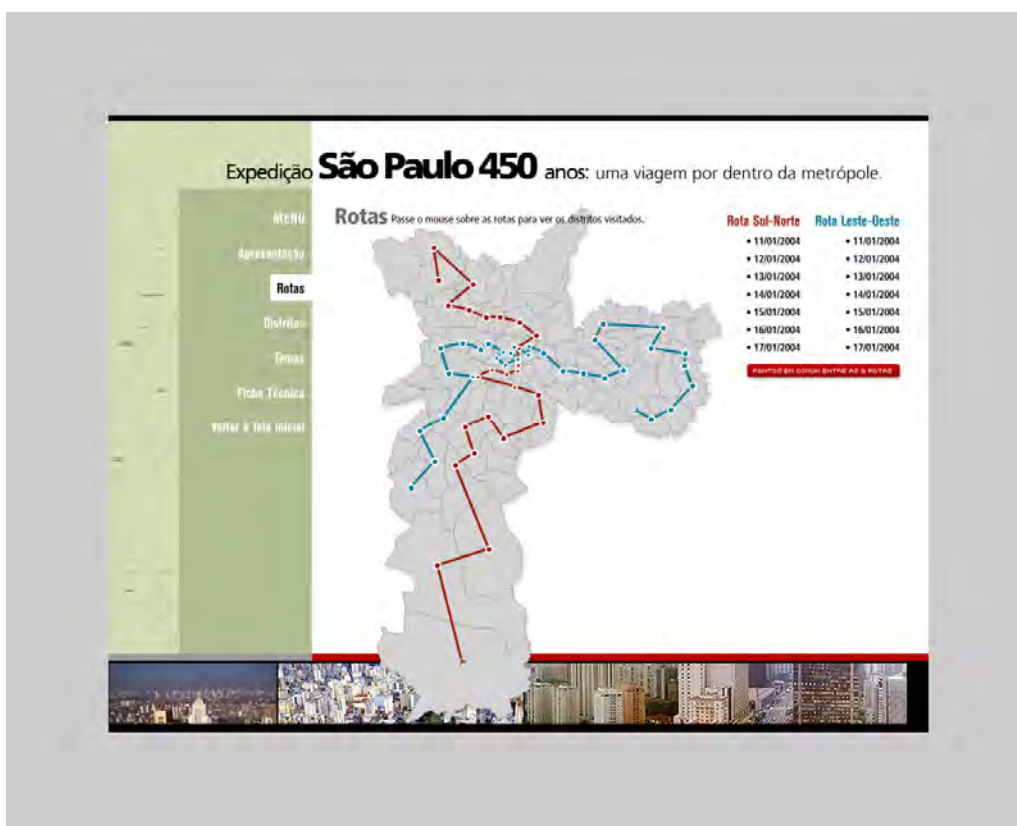 Expedição São Paulo 450 anos: uma viagem por dentro da metrópole.
MENU
Apresentação
Rotas
Distritos
Temas
Ficha Técnica
Voltar à tela inicial
Rotas Passe o mouse sobre as rotas para ver os distritos visitados.
Rota Sul-Norte
• 11/01/2004
• 12/01/2004
• 13/01/2004
• 14/01/2004
• 15/01/2004
• 16/01/2004
• 17/01/2004
Rota Leste-Oeste
• 11/01/2004
• 12/01/2004
• 13/01/2004
• 14/01/2004
• 15/01/2004
• 16/01/2004
• 17/01/2004
PONTOS EM COMUM ENTRE AS 2 ROTAS